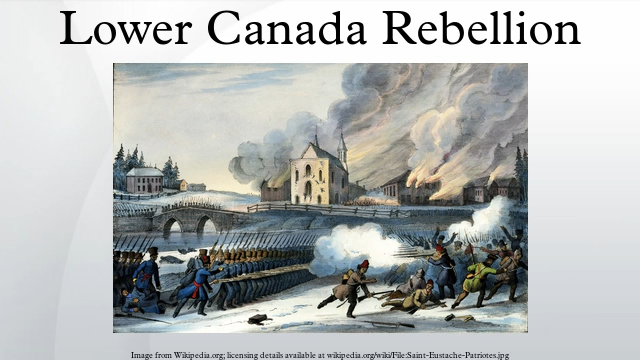 Lower Canada Rebellion
Image from Wikipedia.org; licensing details available at wikipedia.org/wiki/File:Saint-Eustache-Patriotes.jpg